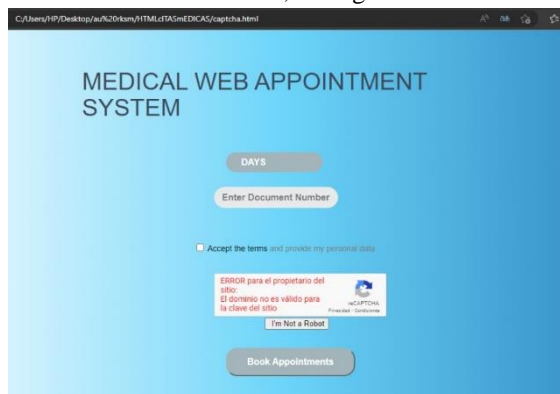 C:/Users/HP/Desktop/au%20rksm/HTMLcITASmEDICAS/captcha.html
MEDICAL WEB APPOINTMENT
SYSTEM
DAYS
Enter Document Number
Accept the terms and provide my personal data
ERROR para el propietario del
sitio:
El dominio no es válido para
la clave del sitio
reCAPTCHA
Privacidad - Condiciones
I'm Not a Robot
Book Appointments